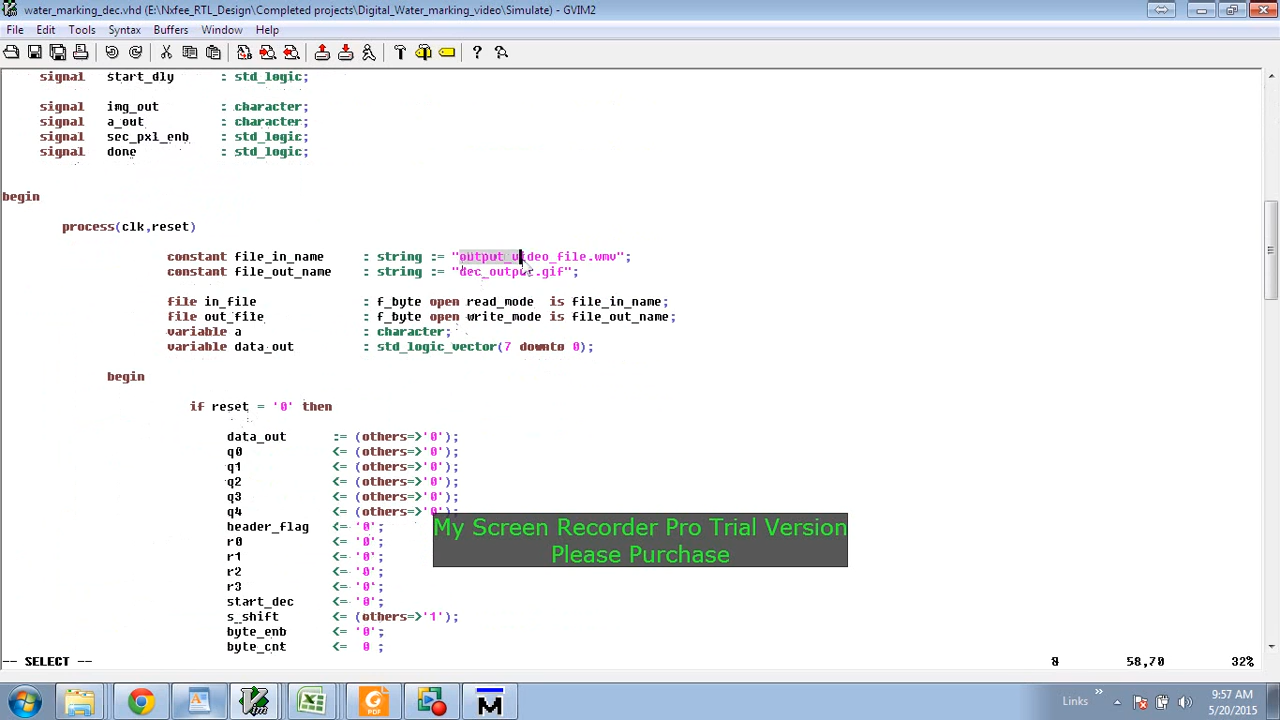 water_marking_dec.vhd (E:\Nxfee_RTL_Design\Completed projects\Digital_Water_marking_video\Simulate) - GVIM2
File Edit Tools Syntax Buffers Window Help
signal start_dly : std_logic;
signal img_out : character;
signal a_out : character;
signal sec_pxl_enb : std_logic;
signal done : std_logic;
begin
process(clk,reset)
constant file_in_name : string := "output_video_file.wmv";
constant file_out_name : string := "dec_output.gif";
file in_file : f_byte open read_mode is file_in_name;
file out_file : f_byte open write_mode is file_out_name;
variable a : character;
variable data_out : std_logic_vector(7 downto 0);
begin
if reset = '0' then
data_out := (others=>'0');
q0 <= (others=>'0');
q1 <= (others=>'0');
q2 <= (others=>'0');
q3 <= (others=>'0');
q4 <= (others=>'0');
header_flag <= '0';
r0 <= '0';
r1 <= '0';
r2 <= '0';
r3 <= '0';
start_dec <= '0';
s_shift <= (others=>'1');
byte_enb <= '0';
byte_cnt <= 0 ;
My Screen Recorder Pro Trial Version
Please Purchase
-- SELECT -- 8 58,70 32%
Links » 9:57 AM
5/20/2015